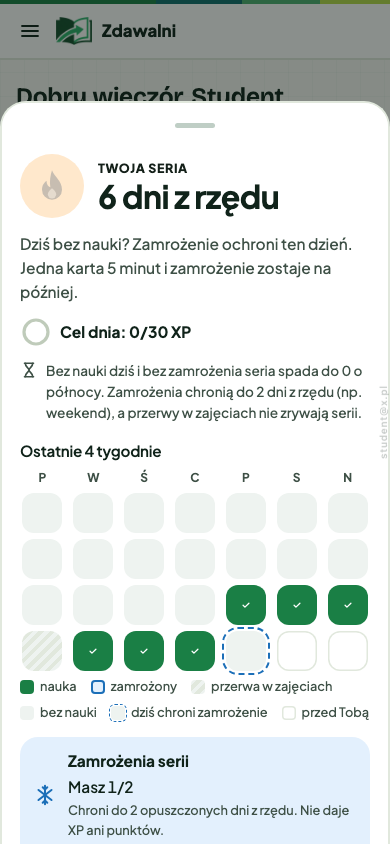 Zdawalni
Dobry wieczór, Student
TWOJA SERIA
6 dni z rzędu
Dziś bez nauki? Zamrożenie ochroni ten dzień.
Jedna karta 5 minut i zamrożenie zostaje na
później.
Cel dnia: 0/30 XP
Bez nauki dziś i bez zamrożenia seria spada do 0 o
północy. Zamrożenia chronią do 2 dni z rzędu (np.
weekend), a przerwy w zajęciach nie zrywają serii.
student@x.pl
Ostatnie 4 tygodnie
P W Ś C P S N
nauka zamrożony przerwa w zajęciach
bez nauki dziś chroni zamrożenie przed Tobą
Zamrożenia serii
Masz 1/2
Chroni do 2 opuszczonych dni z rzędu. Nie daje
XP ani punktów.